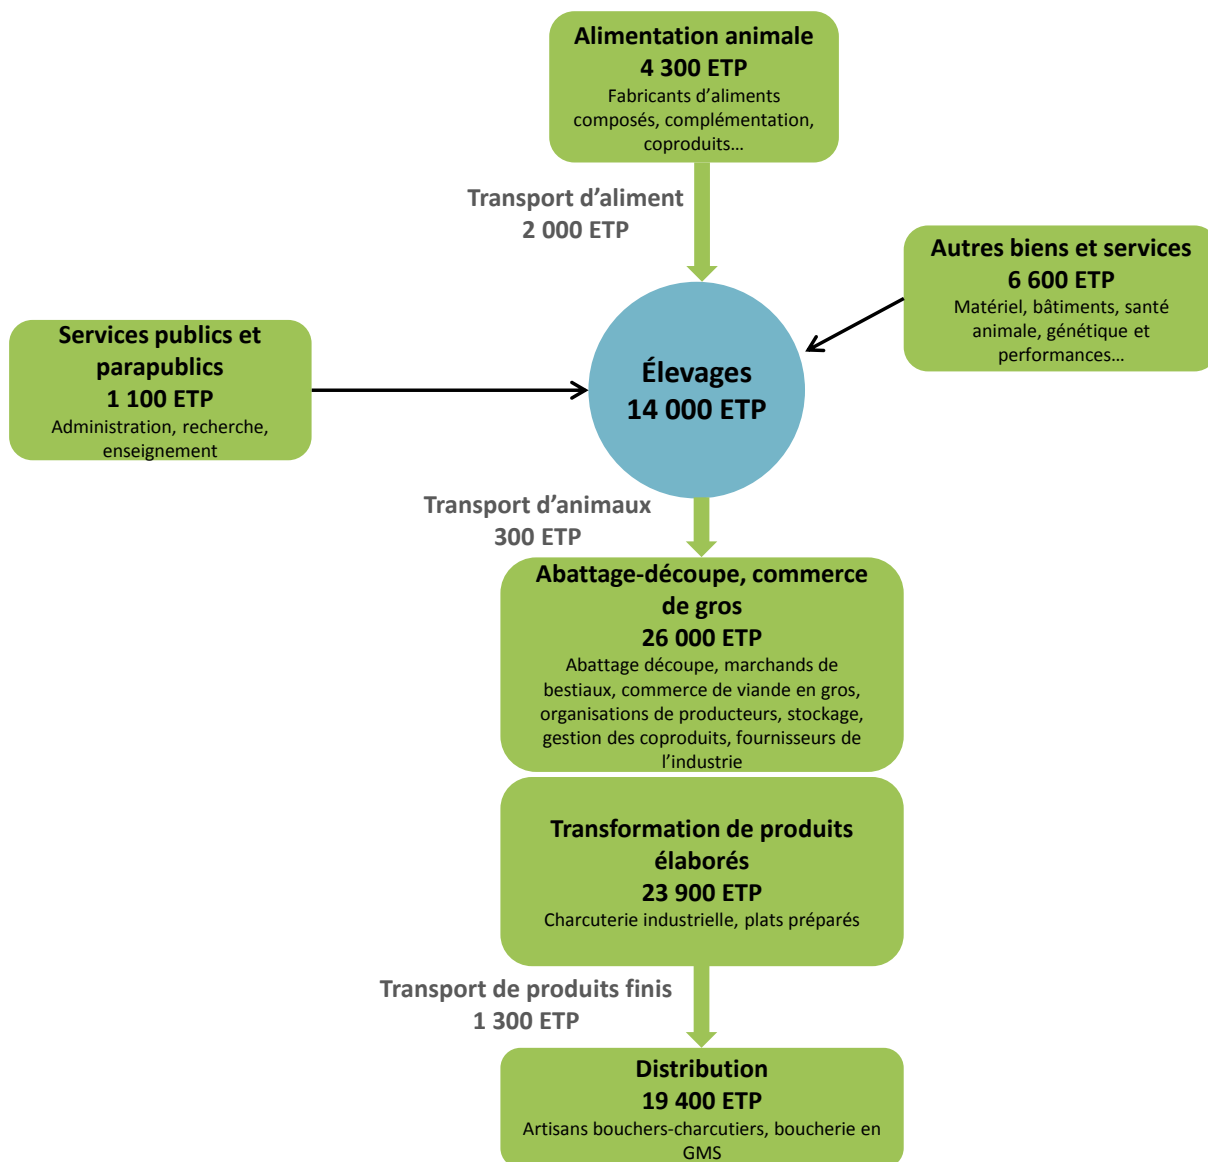 Alimentation animale
4 300 ETP
Fabricants d’aliments
composés, complémentation,
coproduits…
Transport d’aliment
2 000 ETP
Autres biens et services
6 600 ETP
Matériel, bâtiments, santé
animale, génétique et
performances…
Services publics et
parapublics
1 100 ETP
Administration, recherche,
enseignement
Élevages
14 000 ETP
Transport d’animaux
300 ETP
Abattage-découpe, commerce
de gros
26 000 ETP
Abattage découpe, marchands de
bestiaux, commerce de viande en gros,
organisations de producteurs, stockage,
gestion des coproduits, fournisseurs de
l’industrie
Transformation de produits
élaborés
23 900 ETP
Charcuterie industrielle, plats préparés
Transport de produits finis
1 300 ETP
Distribution
19 400 ETP
Artisans bouchers-charcutiers, boucherie en
GMS